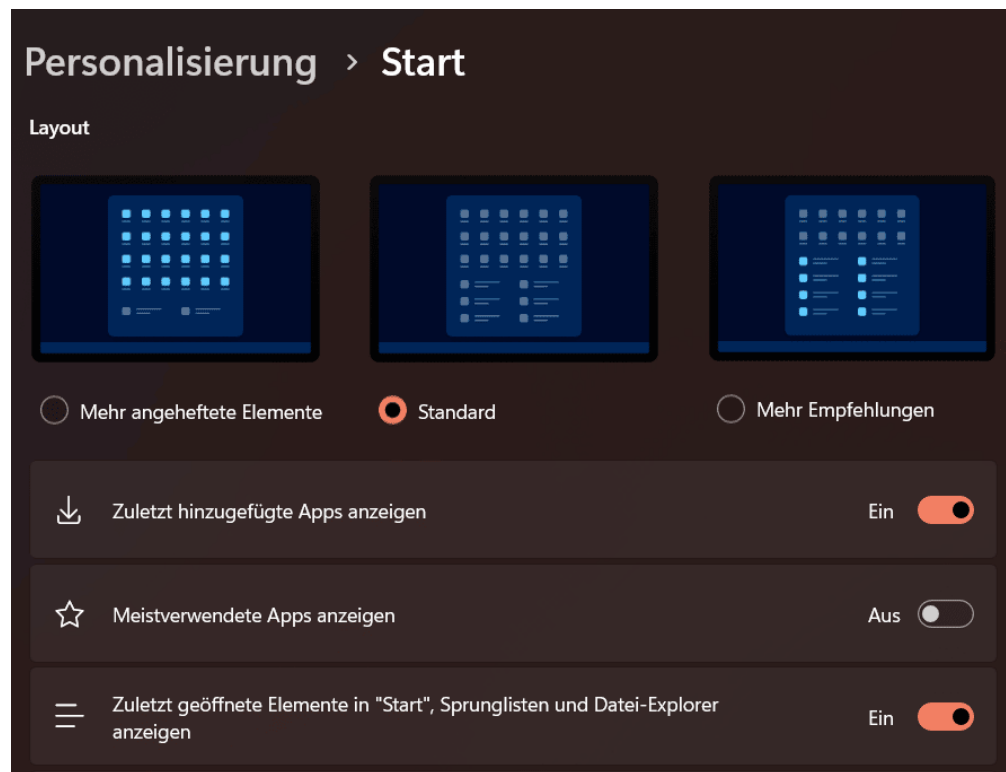 Personalisierung > Start
Layout
Mehr angeheftete Elemente
Standard
Mehr Empfehlungen
Zuletzt hinzugefügte Apps anzeigen
Ein
Meistverwendete Apps anzeigen
Aus
Zuletzt geöffnete Elemente in "Start", Sprunglisten und Datei-Explorer
anzeigen
Ein